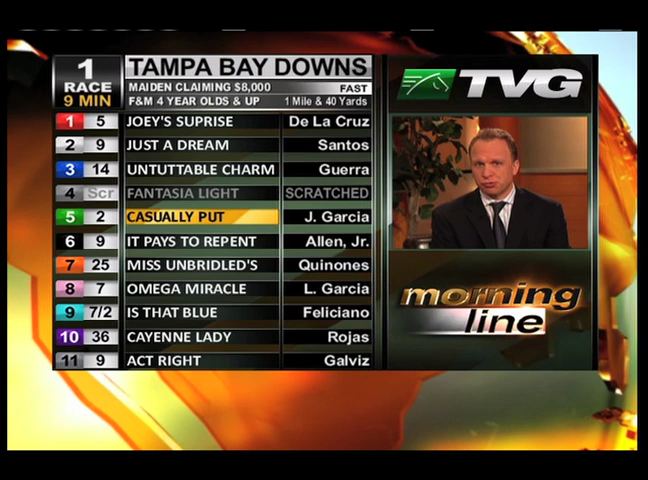 1 TAMPA BAY DOWNS
RACE MAIDEN CLAIMING $8,000 FAST
9 MIN F&M 4 YEAR OLDS & UP 1 Mile & 40 Yards
1 5 JOEY'S SUPRISE De La Cruz
2 9 JUST A DREAM Santos
3 14 UNTUTTABLE CHARM Guerra
4 Scr FANTASIA LIGHT SCRATCHED
5 2 CASUALLY PUT J. Garcia
6 9 IT PAYS TO REPENT Allen, Jr.
7 25 MISS UNBRIDLED'S Quinones
8 7 OMEGA MIRACLE L. Garcia
9 7/2 IS THAT BLUE Feliciano
10 36 CAYENNE LADY Rojas
11 9 ACT RIGHT Galviz
TVG
morning
line